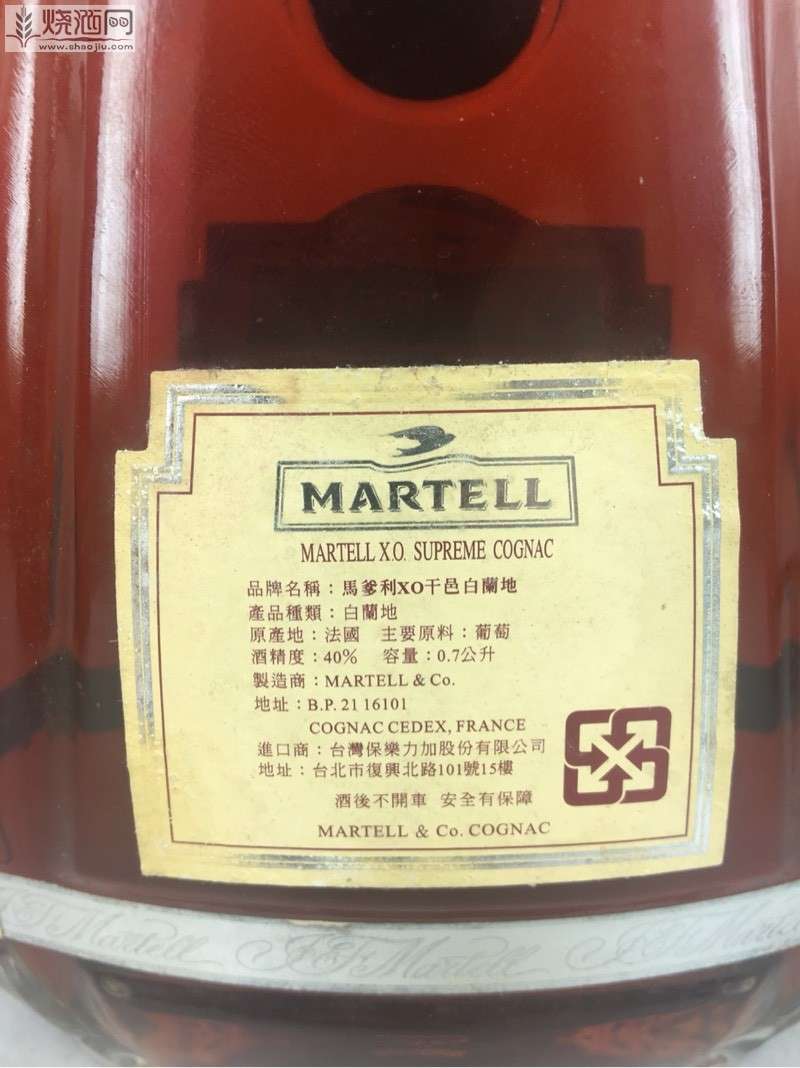 烧酒网
www.shaojiu.com
MARTELL
MARTELL X.O. SUPREME COGNAC
品牌名稱：馬爹利XO干邑白蘭地
產品種類：白蘭地
原產地：法國 主要原料：葡萄
酒精度：40% 容量：0.7公升
製造商：MARTELL & Co.
地址：B.P. 21 16101
COGNAC CEDEX, FRANCE
進口商：台灣保樂力加股份有限公司
地址：台北市復興北路101號15樓
酒後不開車 安全有保障
MARTELL & Co. COGNAC
J&F Martell J&F Martell J&F Martell